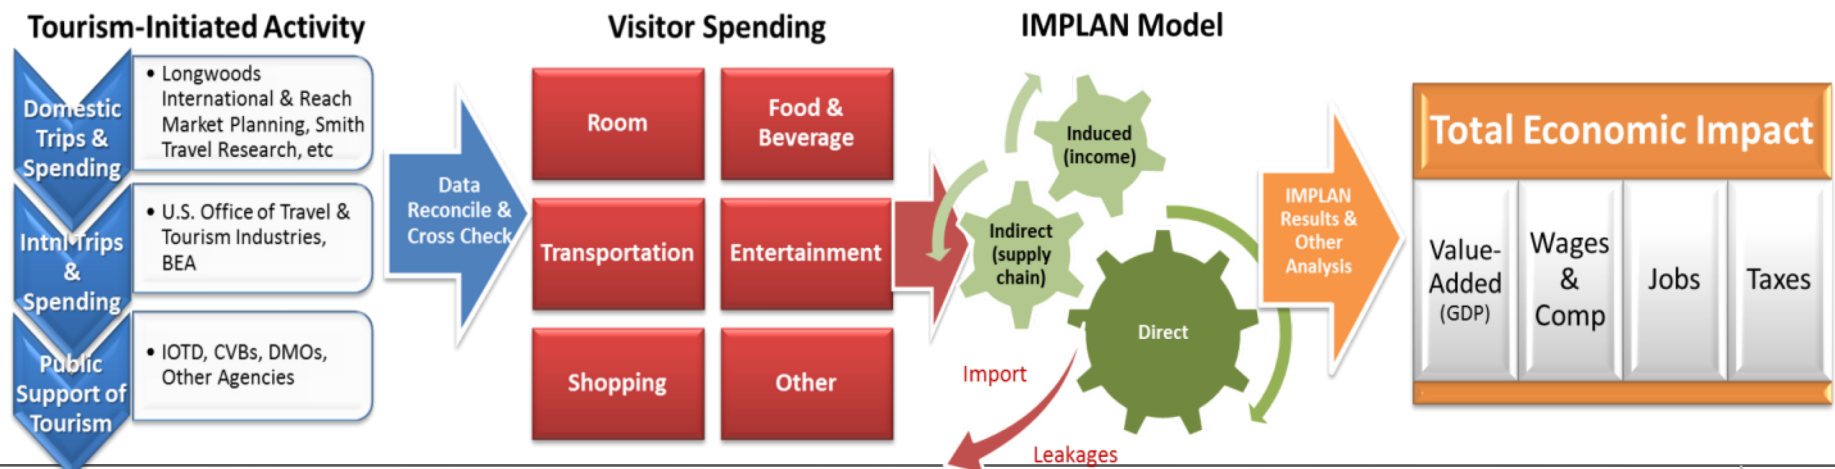 Tourism-Initiated Activity
Domestic
Trips &
Spending
• Longwoods
International & Reach
Market Planning, Smith
Travel Research, etc
Intnl Trips
&
Spending
• U.S. Office of Travel &
Tourism Industries,
BEA
Public
Support of
Tourism
• IOTD, CVBs, DMOs,
Other Agencies
Data
Reconcile &
Cross Check
Visitor Spending
Room
Food &
Beverage
Transportation
Entertainment
Shopping
Other
IMPLAN Model
Induced
(income)
Indirect
(supply
chain)
Direct
Import
Leakages
IMPLAN
Results &
Other
Analysis
Total Economic Impact
Value-
Added
(GDP)
Wages
&
Comp
Jobs
Taxes